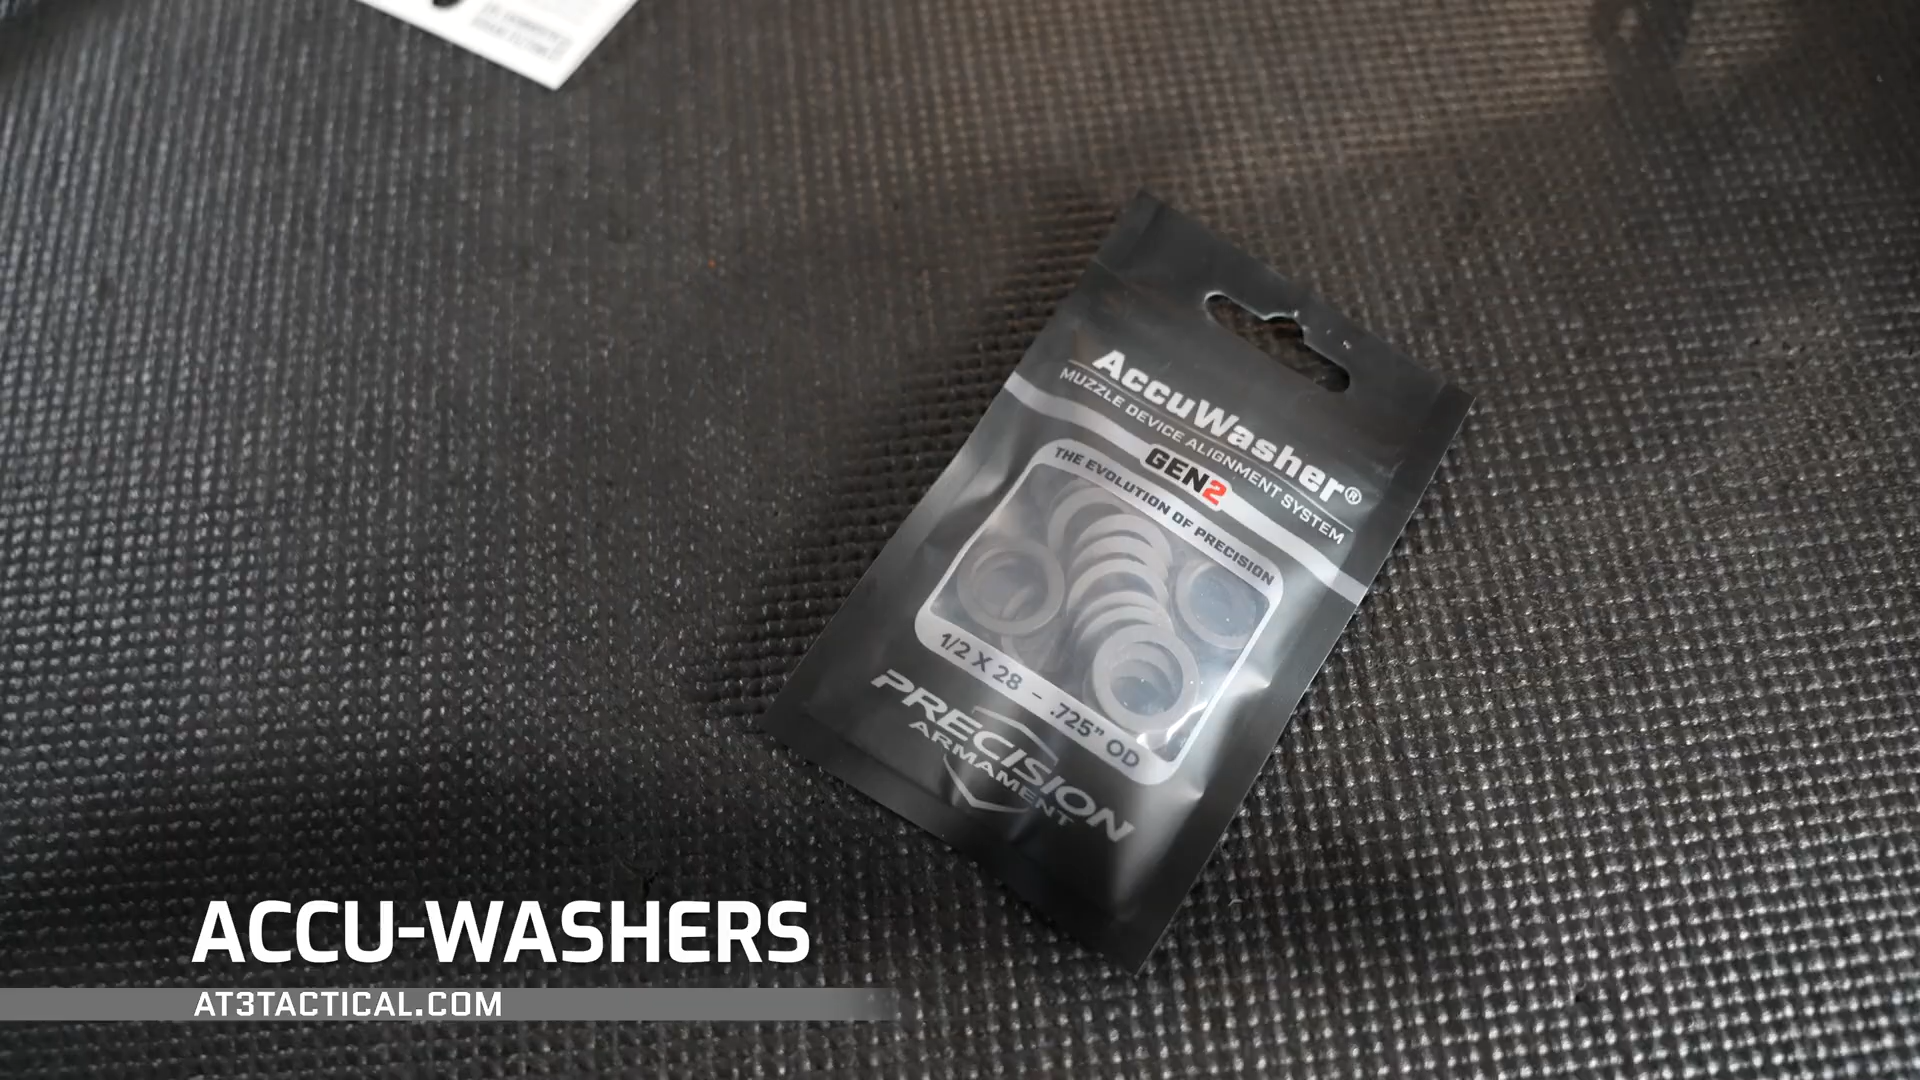 AccuWasher®
MUZZLE DEVICE ALIGNMENT SYSTEM
GEN2
THE EVOLUTION OF PRECISION
1/2 X 28 - .725" OD
PRECISION
ARMAMENT
ACCU-WASHERS
AT3TACTICAL.COM